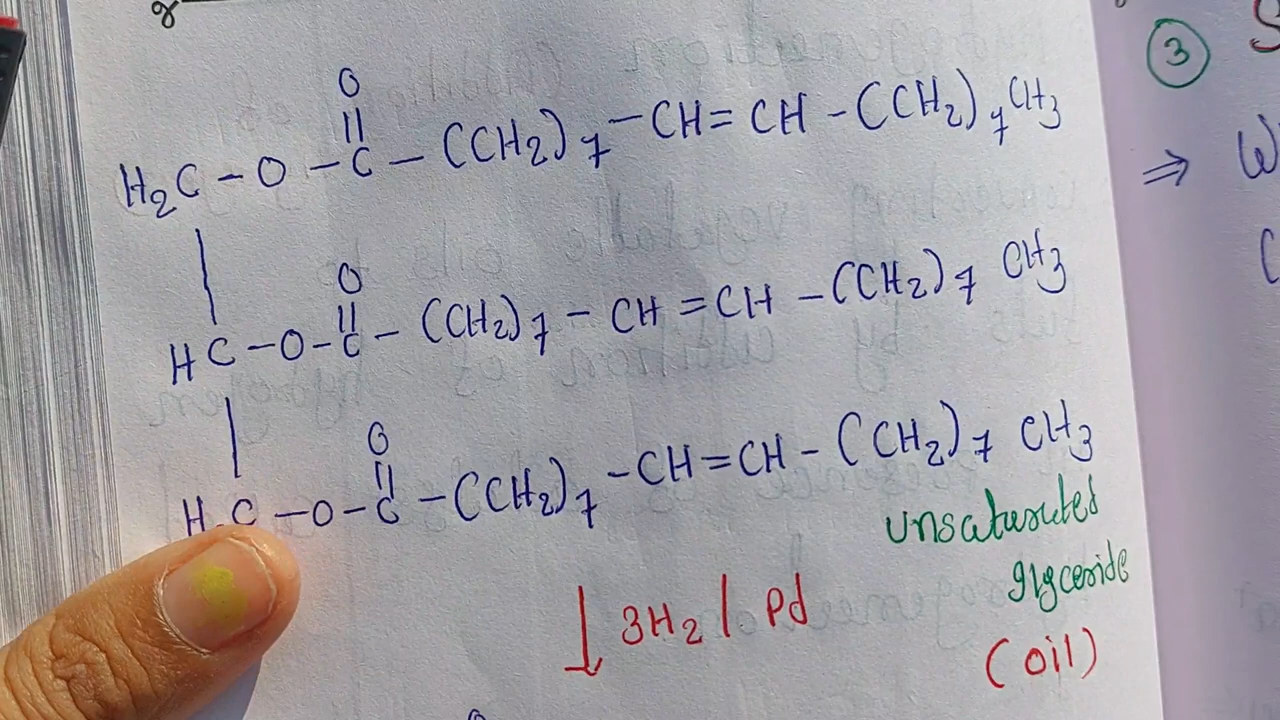 O
||
H₂C - O - C - (CH₂)₇ - CH = CH - (CH₂)₇ CH₃
|
O
||
HC - O - C - (CH₂)₇ - CH = CH - (CH₂)₇ CH₃
|
O
||
H₂C - O - C - (CH₂)₇ - CH = CH - (CH₂)₇ CH₃
unsaturated
glyceride
(oil)
↓ 3H₂ / Pd
3
⇒ W